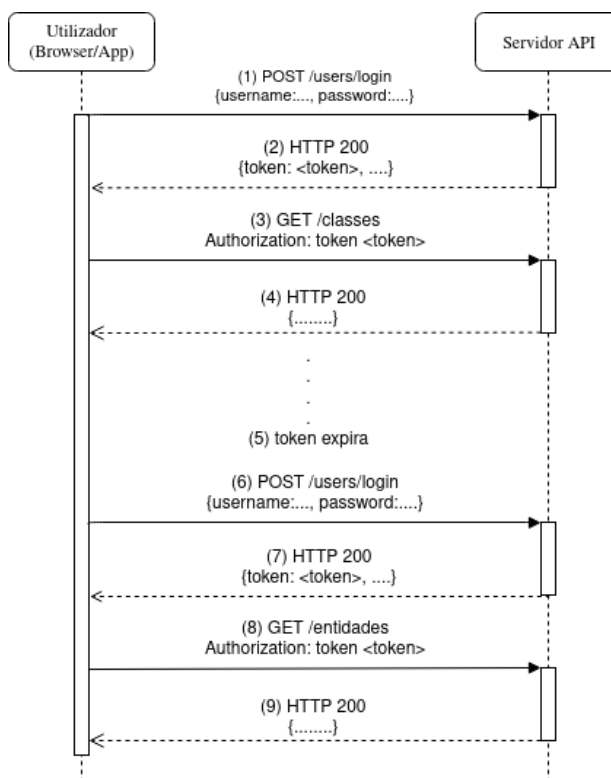 Utilizador
(Browser/App)
Servidor API
(1) POST /users/login
{username:..., password:....}
(2) HTTP 200
{token: <token>, ....}
(3) GET /classes
Authorization: token <token>
(4) HTTP 200
{........}
.
.
.
.
(5) token expira
(6) POST /users/login
{username:..., password:....}
(7) HTTP 200
{token: <token>, ....}
(8) GET /entidades
Authorization: token <token>
(9) HTTP 200
{........}